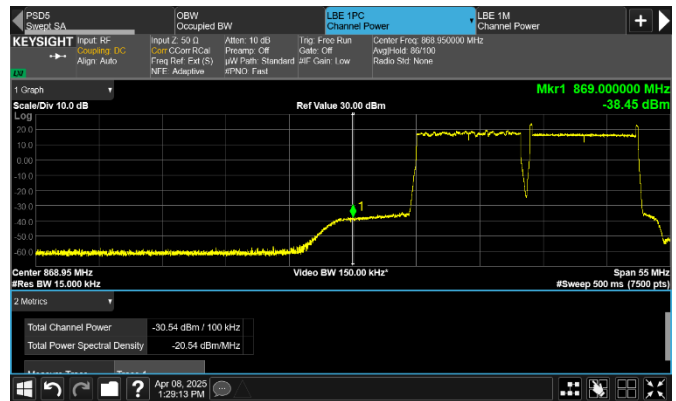 PSD5
Swept SA
OBW
Occupied BW
LBE 1PC
Channel Power
LBE 1M
Channel Power
KEYSIGHT
Input: RF
Coupling: DC
Align: Auto
Input Z: 50 Ω
Corr CCorr RCal
Freq Ref: Ext (S)
NFE: Adaptive
Atten: 10 dB
Preamp: Off
µW Path: Standard
#PNO: Fast
Trig: Free Run
Gate: Off
#IF Gain: Low
Center Freq: 868.950000 MHz
Avg|Hold: 86/100
Radio Std: None
LXI
1 Graph
Mkr1 869.000000 MHz
Scale/Div 10.0 dB
Ref Value 30.00 dBm
-38.45 dBm
Log
20.0
10.0
0.00
-10.0
-20.0
-30.0
-40.0
-50.0
-60.0
1
Center 868.95 MHz
Video BW 150.00 kHz*
Span 55 MHz
#Res BW 15.000 kHz
#Sweep 500 ms (7500 pts)
2 Metrics
Total Channel Power
-30.54 dBm / 100 kHz
Total Power Spectral Density
-20.54 dBm/MHz
Measure Trace
Trace 1
?
Apr 08, 2025
1:29:13 PM